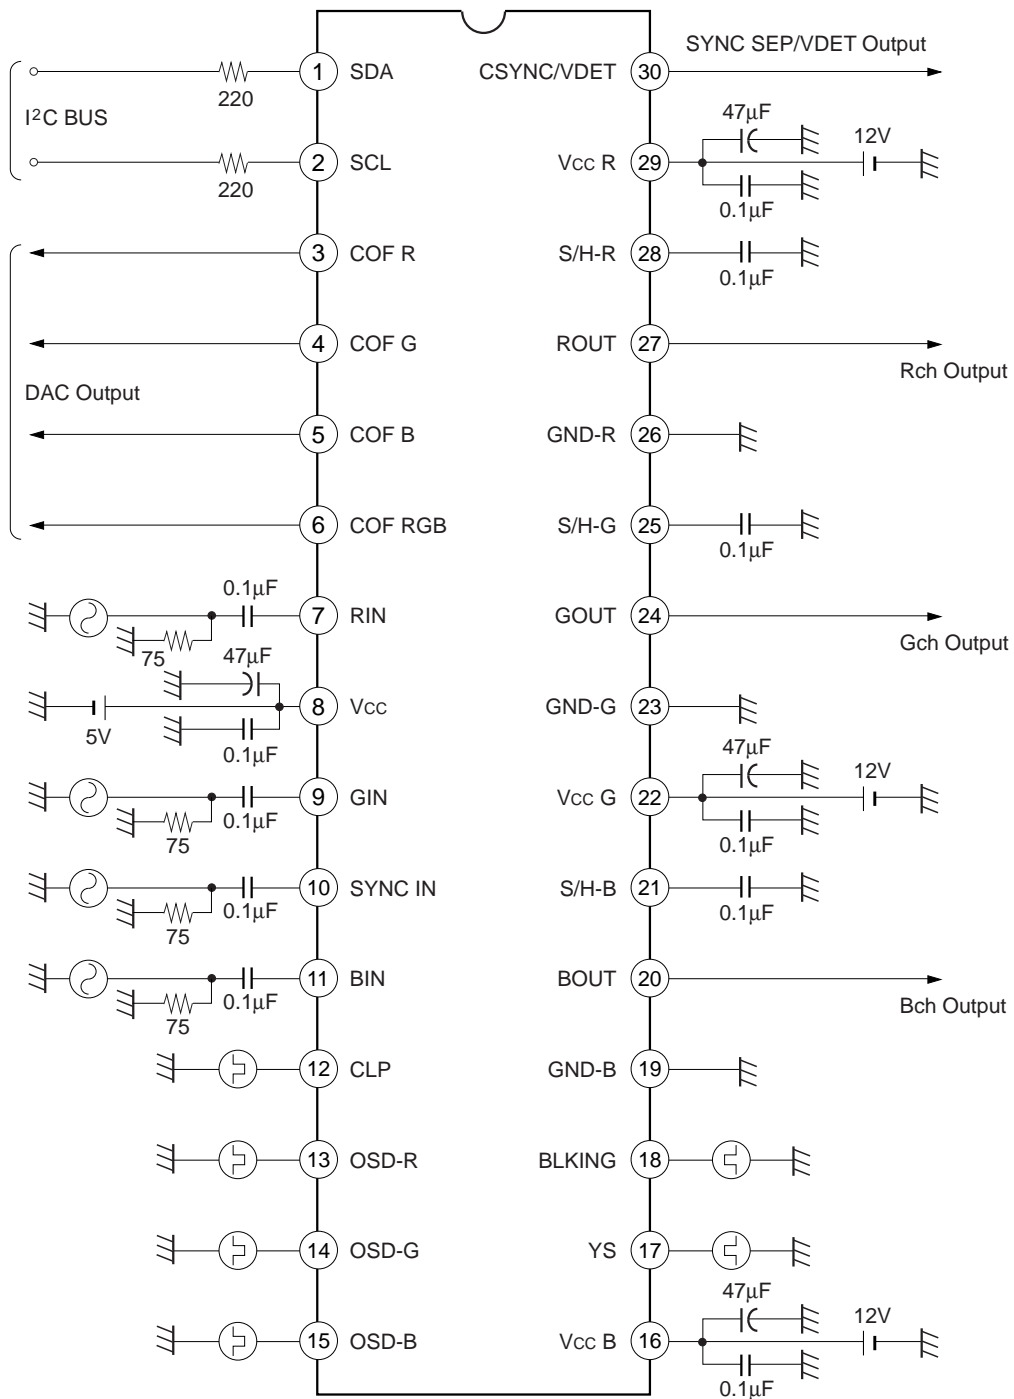 SYNC SEP/VDET Output
1 SDA CSYNC/VDET 30
220
I²C BUS
47µF
12V
2 SCL VCC R 29
220
0.1µF
3 COF R S/H-R 28
0.1µF
4 COF G ROUT 27
Rch Output
DAC Output
5 COF B GND-R 26
6 COF RGB S/H-G 25
0.1µF
0.1µF
7 RIN GOUT 24
75
47µF
Gch Output
8 VCC GND-G 23
5V
0.1µF
47µF
12V
9 GIN VCC G 22
75
0.1µF
0.1µF
10 SYNC IN S/H-B 21
75
0.1µF
0.1µF
11 BIN BOUT 20
75
0.1µF
Bch Output
12 CLP GND-B 19
13 OSD-R BLKING 18
14 OSD-G YS 17
47µF
12V
15 OSD-B VCC B 16
0.1µF